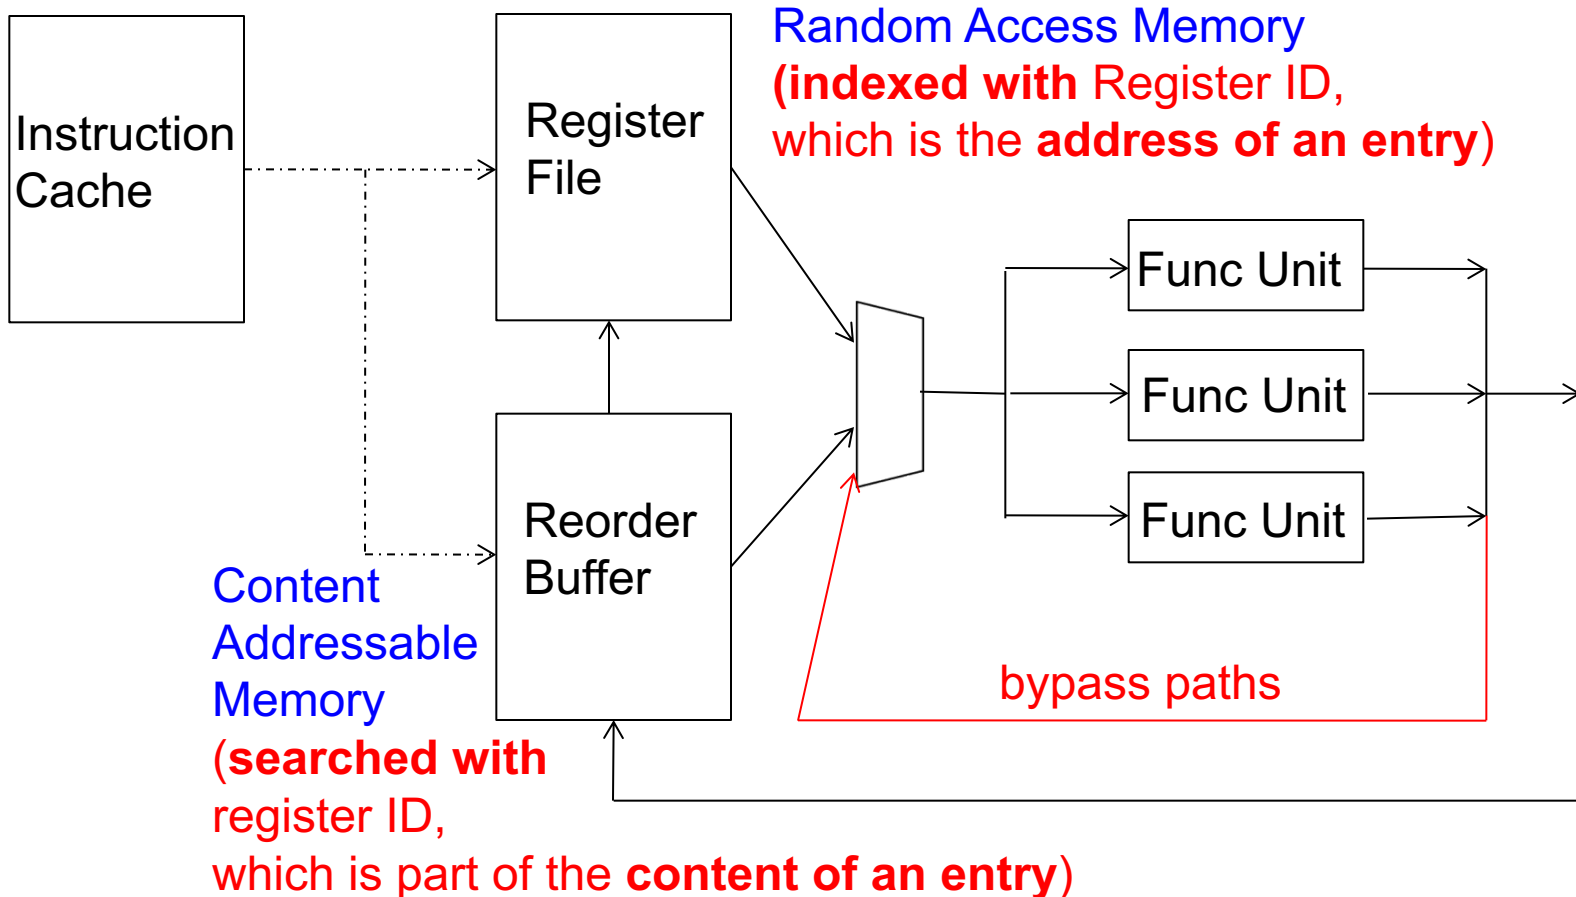 Instruction
Cache
Register
File
Random Access Memory
(indexed with Register ID,
which is the address of an entry)
Func Unit
Func Unit
Func Unit
Reorder
Buffer
Content
Addressable
Memory
(searched with
register ID,
which is part of the content of an entry)
bypass paths